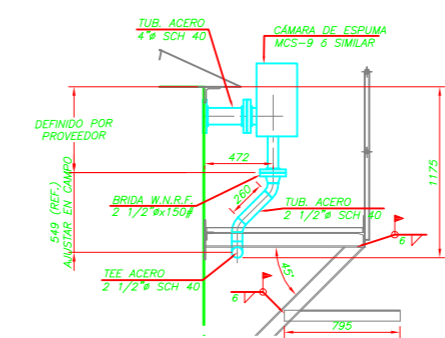 TUB. ACERO
4"ø SCH 40
CÁMARA DE ESPUMA
MCS-9 ó SIMILAR
DEFINIDO POR
PROVEEDOR
472
1175
260
549 (REF.)
AJUSTAR EN CAMPO
BRIDA W.N.R.F.
2 1/2"øx150#
TUB. ACERO
2 1/2"ø SCH 40
6
TEE ACERO
2 1/2"ø SCH 40
45°
6
795